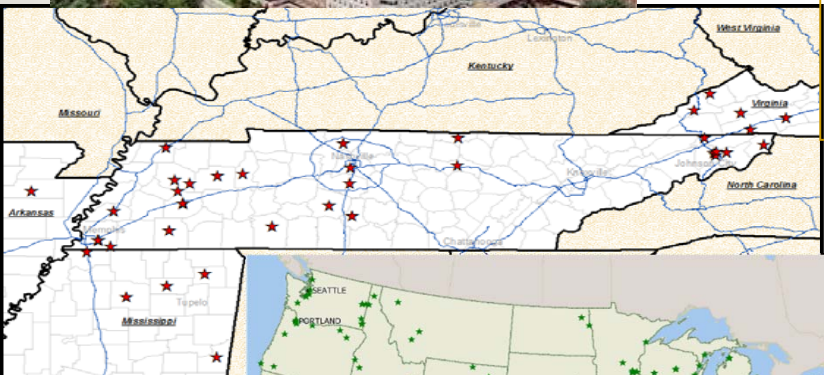 West Virginia
Lexington
Kentucky
Missouri
Virginia
Nashville
Johnson City
Knoxville
North Carolina
Arkansas
Memphis
Chattanooga
SEATTLE
Tupelo
PORTLAND
Mississippi